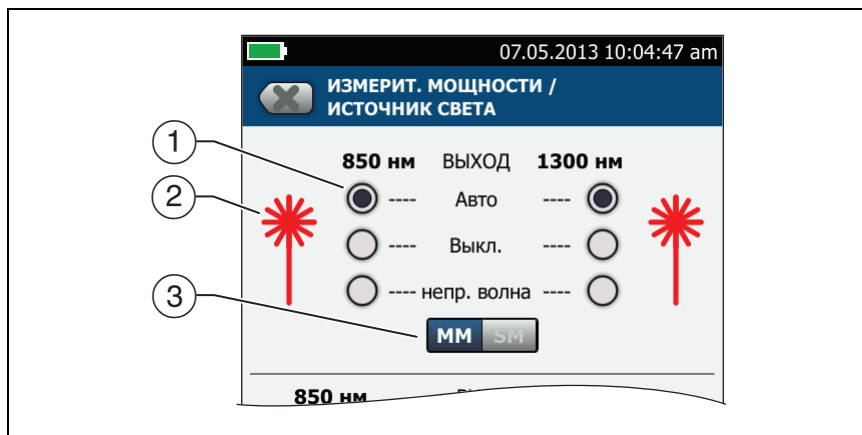 07.05.2013 10:04:47 am
ИЗМЕРИТ. МОЩНОСТИ /
ИСТОЧНИК СВЕТА
1
850 нм ВЫХОД 1300 нм
2
---- Авто ----
---- Выкл. ----
3
---- непр. волна ----
MM SM
850 нм